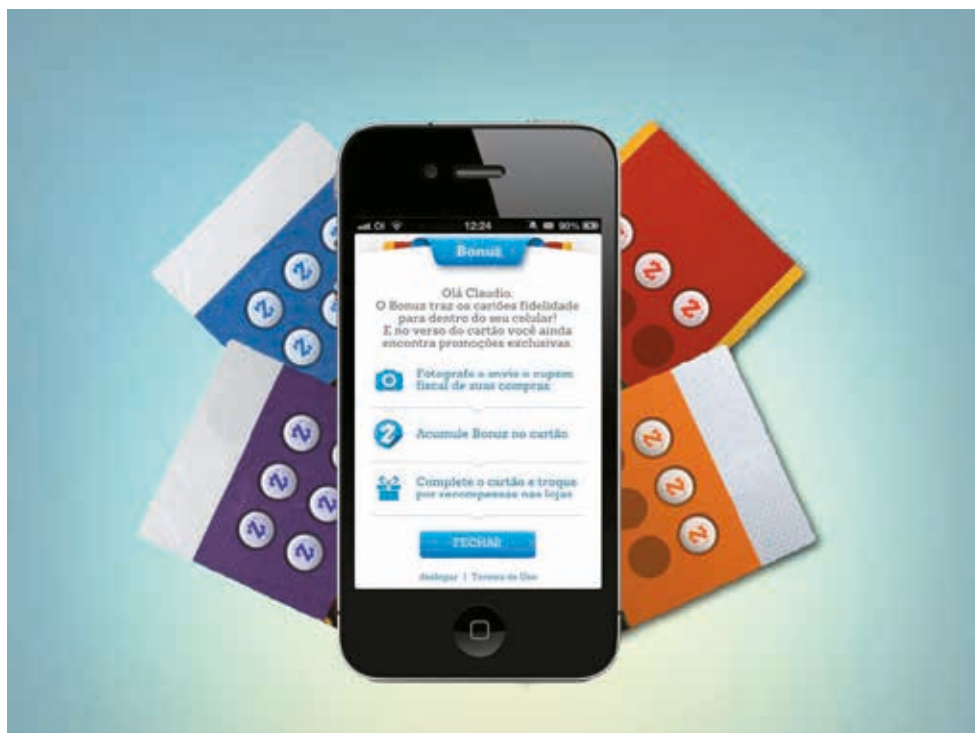 Oi 12:24 90%
Bonuz
Olá Claudio.
O Bonuz traz os cartões fidelidade
para dentro do seu celular!
E no verso do cartão você ainda
encontra promoções exclusivas
Fotografe e envie o cupom
fiscal de suas compras
Acumule Bonuz no cartão
Complete o cartão e troque
por recompensas nas lojas
FECHAR
deslogar | Termos de Uso